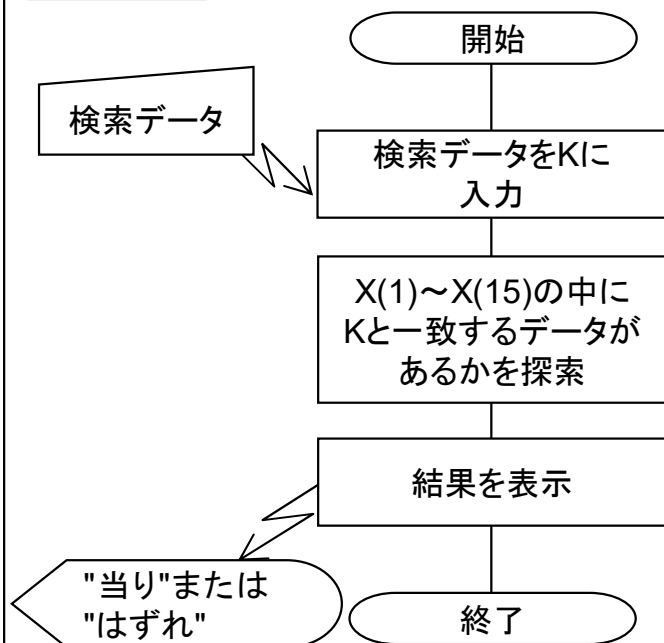 開始
検索データ
検索データをKに
入力
X(1)～X(15)の中に
Kと一致するデータが
あるかを探索
結果を表示
"当り"または
"はずれ"
終了